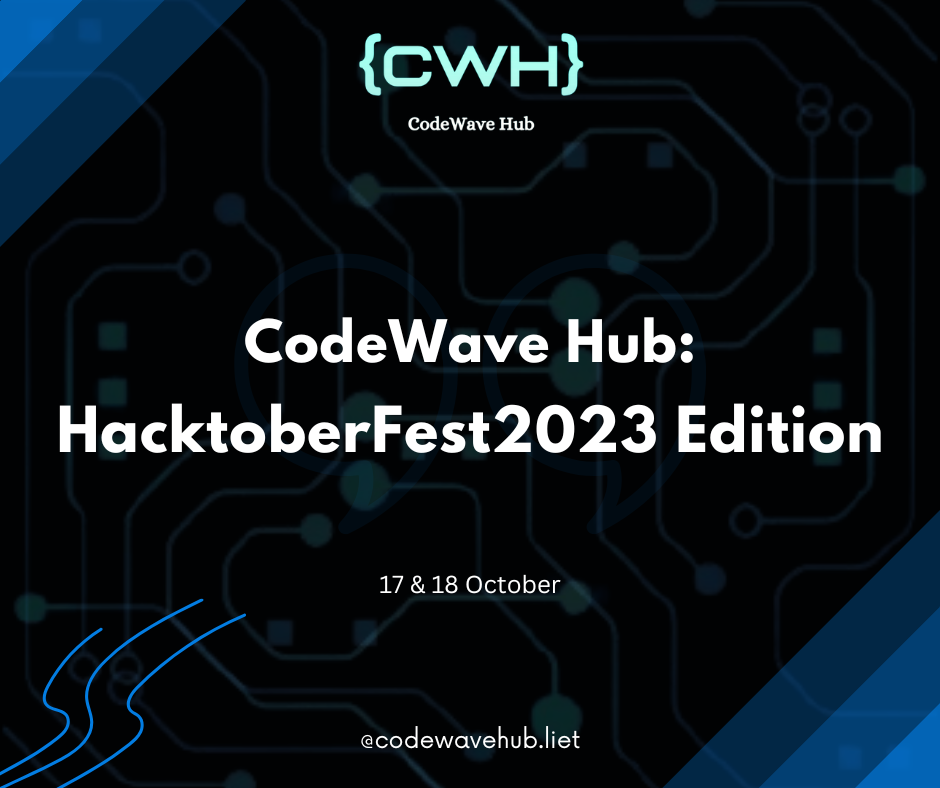 {CWH}
CodeWave Hub
CodeWave Hub:
HacktoberFest2023 Edition
17 & 18 October
@codewavehub.liet